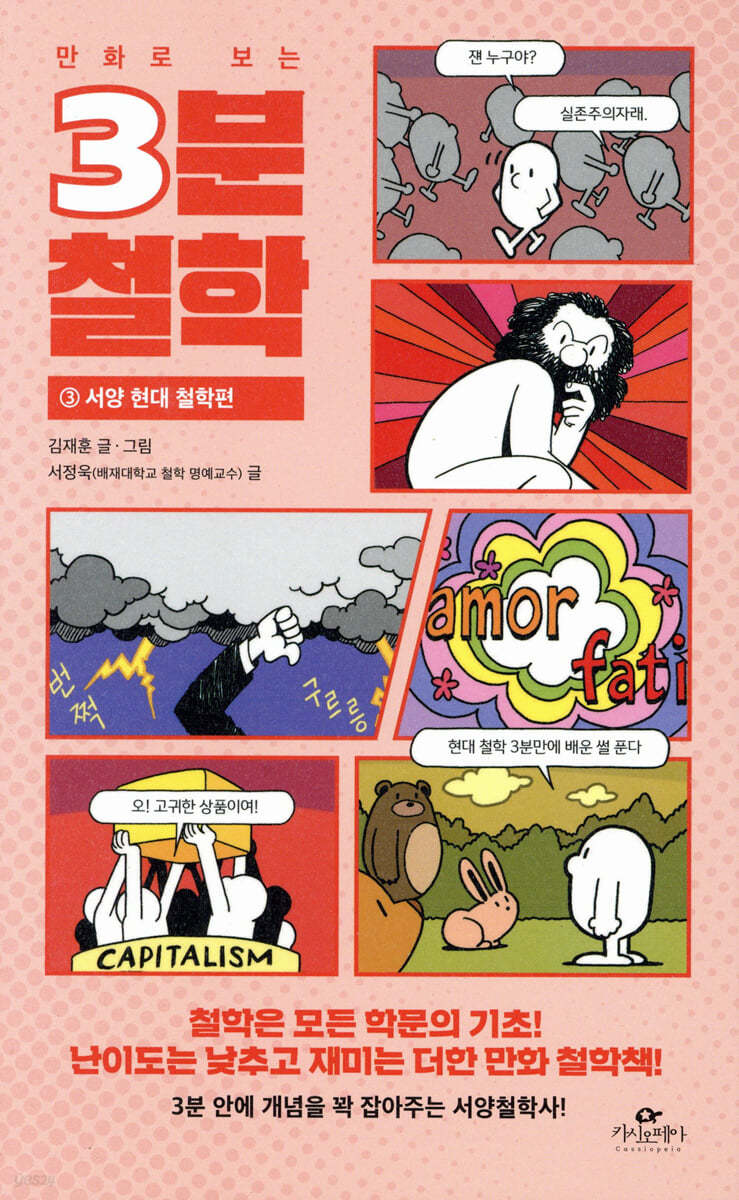 만화로 보는
3분
철학
③ 서양 현대 철학편
김재훈 글·그림
서정욱(배재대학교 철학 명예교수) 글
쟨 누구야?
실존주의자래.
번쩍
구르릉
amor
fati
오! 고귀한 상품이여!
CAPITALISM
현대 철학 3분만에 배운 썰 푼다
철학은 모든 학문의 기초!
난이도는 낮추고 재미는 더한 만화 철학책!
3분 안에 개념을 꽉 잡아주는 서양철학사!
카시오페아
Cassiopeia
YES24